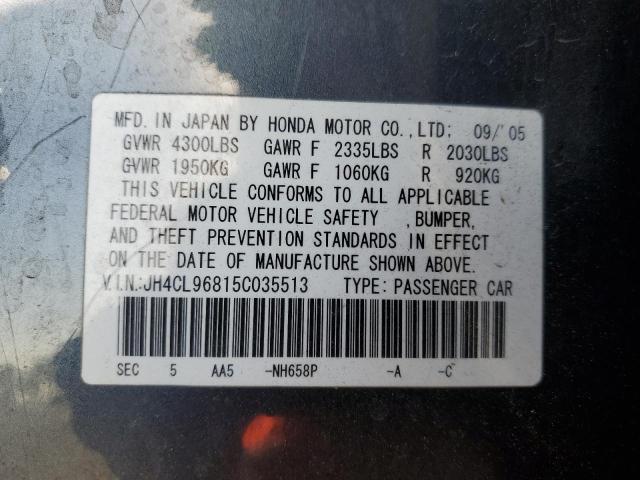 MFD. IN JAPAN BY HONDA MOTOR CO., LTD; 09/'05
GVWR 4300LBS GAWR F 2335LBS R 2030LBS
GVWR 1950KG GAWR F 1060KG R 920KG
THIS VEHICLE CONFORMS TO ALL APPLICABLE
FEDERAL MOTOR VEHICLE SAFETY , BUMPER,
AND THEFT PREVENTION STANDARDS IN EFFECT
ON THE DATE OF MANUFACTURE SHOWN ABOVE.
V.I.N.:JH4CL96815C035513 TYPE: PASSENGER CAR
SEC 5 AA5 -NH658P -A -C